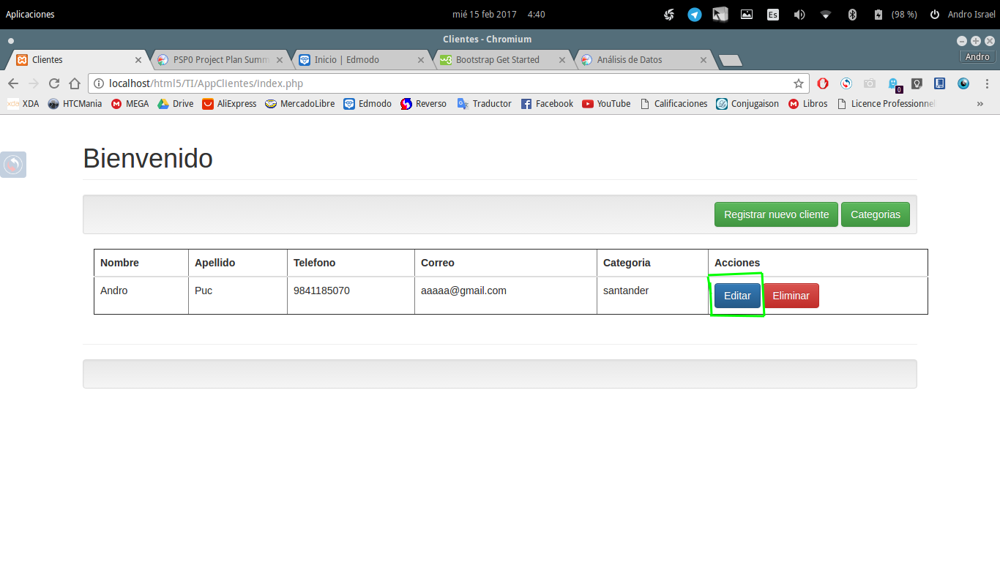 Aplicaciones mié 15 feb 2017 4:40 Es (98 %) Andro Israel
Clientes - Chromium
Clientes PSP0 Project Plan Summ Inicio | Edmodo Bootstrap Get Started Análisis de Datos Andro
localhost/html5/TI/AppClientes/index.php 0
XDA HTCMania MEGA Drive AliExpress MercadoLibre Edmodo Reverso Traductor Facebook YouTube Calificaciones Conjugaison Libros Licence Professionnel »
Bienvenido
Registrar nuevo cliente Categorias
Nombre Apellido Telefono Correo Categoria Acciones
Andro Puc 9841185070 aaaaa@gmail.com santander Editar Eliminar